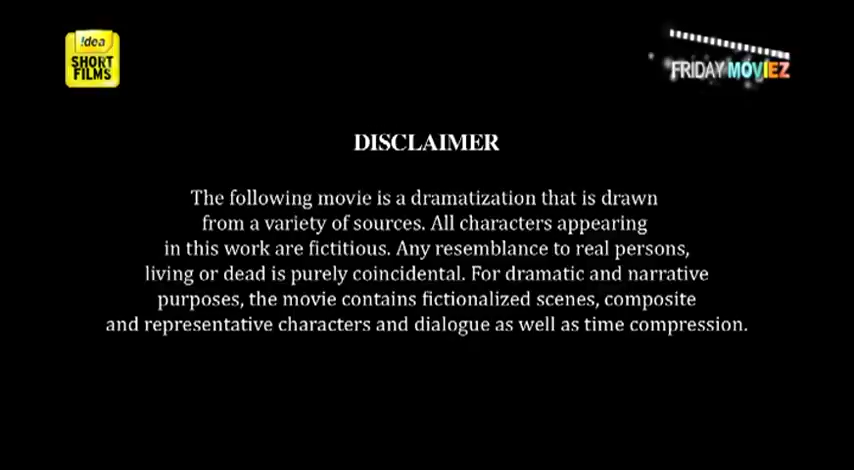 !dea
SHORT
FILMS
FRIDAY MOVIEZ
DISCLAIMER
The following movie is a dramatization that is drawn
from a variety of sources. All characters appearing
in this work are fictitious. Any resemblance to real persons,
living or dead is purely coincidental. For dramatic and narrative
purposes, the movie contains fictionalized scenes, composite
and representative characters and dialogue as well as time compression.